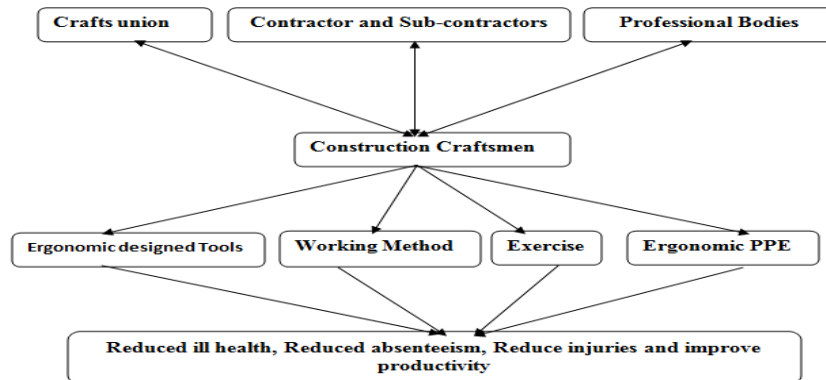 Crafts union
Contractor and Sub-contractors
Professional Bodies
Construction Craftsmen
Ergonomic designed Tools
Working Method
Exercise
Ergonomic PPE
Reduced ill health, Reduced absenteeism, Reduce injuries and improve
productivity